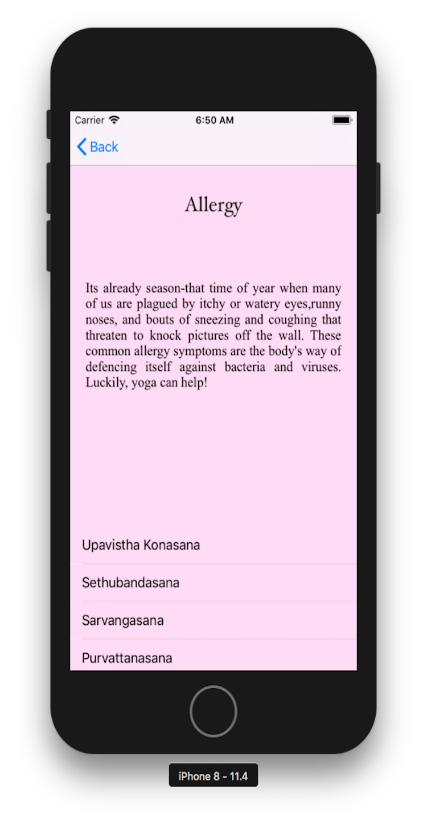 Carrier 6:50 AM
Back
Allergy
Its already season-that time of year when many
of us are plagued by itchy or watery eyes,runny
noses, and bouts of sneezing and coughing that
threaten to knock pictures off the wall. These
common allergy symptoms are the body's way of
defencing itself against bacteria and viruses.
Luckily, yoga can help!
Upavistha Konasana
Sethubandasana
Sarvangasana
Purvattanasana
iPhone 8 - 11.4